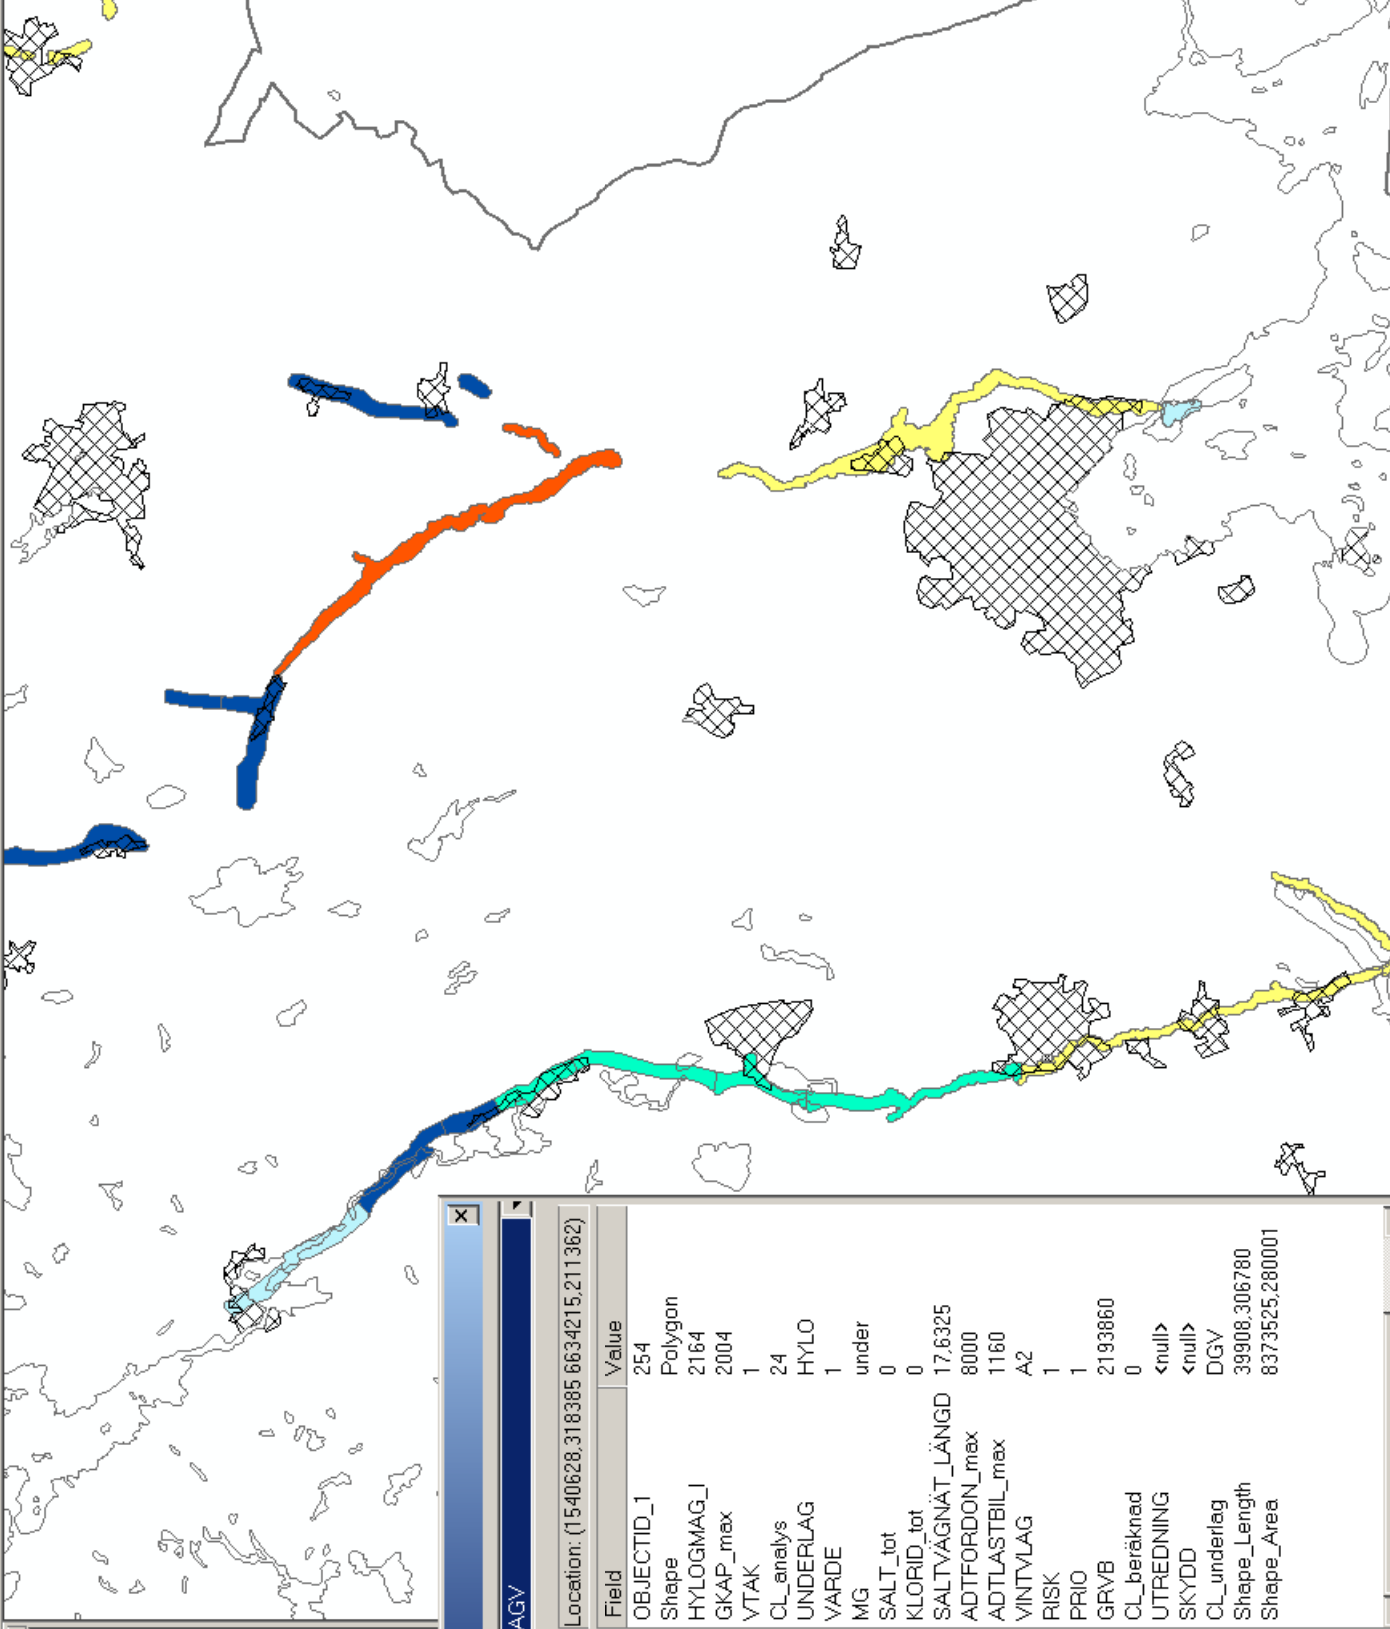 AGV
Location: (1540628,318385 6634215,211362)
Field Value
OBJECTID_1 254
Shape Polygon
HYLOGMAG_I 2164
GKAP_max 2004
VTAK 1
CL_analys 24
UNDERLAG HYLO
VARDE 1
MG under
SALT_tot 0
KLORID_tot 0
SALTVÄGNÄT_LÄNGD 17,6325
ADTFORDON_max 8000
ADTLASTBIL_max 1160
VINTVLAG A2
RISK 1
PRIO 1
GRVB 2193860
CL_beräknad 0
UTREDNING <null>
SKYDD <null>
CL_underlag DGV
Shape_Length 39908,306780
Shape_Area 8373525,280001